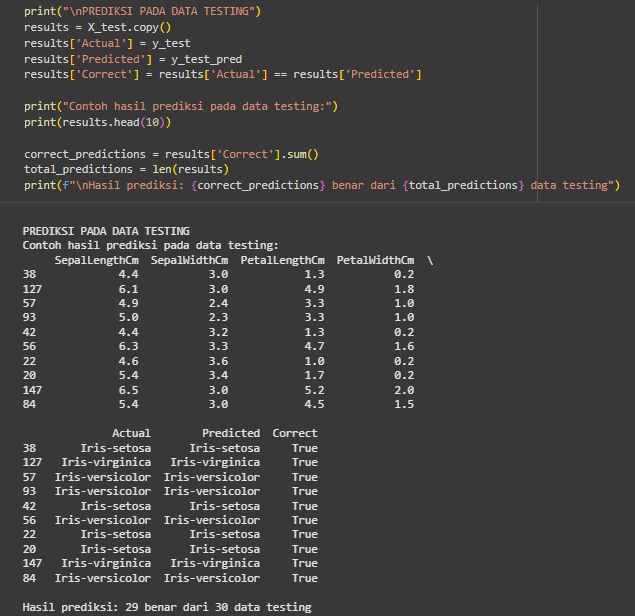 print("\nPREDIKSI PADA DATA TESTING")
results = X_test.copy()
results['Actual'] = y_test
results['Predicted'] = y_test_pred
results['Correct'] = results['Actual'] == results['Predicted']
print("Contoh hasil prediksi pada data testing:")
print(results.head(10))
correct_predictions = results['Correct'].sum()
total_predictions = len(results)
print(f"\nHasil prediksi: {correct_predictions} benar dari {total_predictions} data testing")
PREDIKSI PADA DATA TESTING
Contoh hasil prediksi pada data testing:
SepalLengthCm SepalWidthCm PetalLengthCm PetalWidthCm \
38 4.4 3.0 1.3 0.2
127 6.1 3.0 4.9 1.8
57 4.9 2.4 3.3 1.0
93 5.0 2.3 3.3 1.0
42 4.4 3.2 1.3 0.2
56 6.3 3.3 4.7 1.6
22 4.6 3.6 1.0 0.2
20 5.4 3.4 1.7 0.2
147 6.5 3.0 5.2 2.0
84 5.4 3.0 4.5 1.5
Actual Predicted Correct
38 Iris-setosa Iris-setosa True
127 Iris-virginica Iris-virginica True
57 Iris-versicolor Iris-versicolor True
93 Iris-versicolor Iris-versicolor True
42 Iris-setosa Iris-setosa True
56 Iris-versicolor Iris-versicolor True
22 Iris-setosa Iris-setosa True
20 Iris-setosa Iris-setosa True
147 Iris-virginica Iris-virginica True
84 Iris-versicolor Iris-versicolor True
Hasil prediksi: 29 benar dari 30 data testing